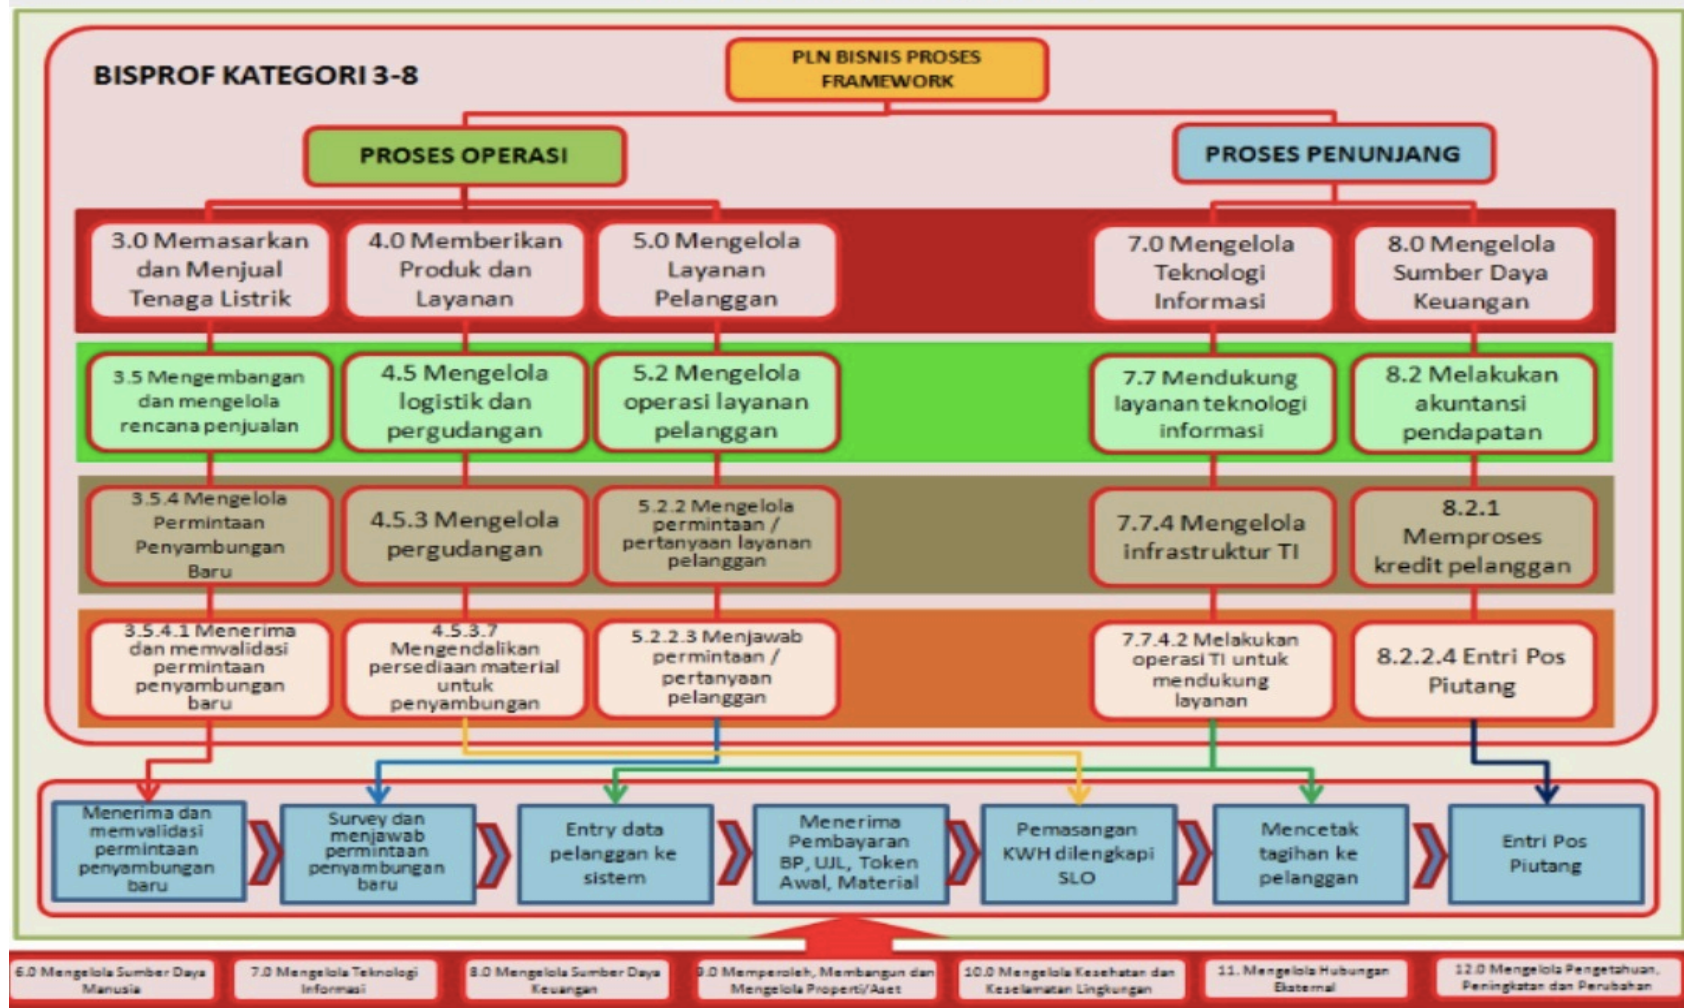 BISPROF KATEGORI 3-8
PLN BISNIS PROSES
FRAMEWORK
PROSES OPERASI
PROSES PENUNJANG
3.0 Memasarkan
dan Menjual
Tenaga Listrik
4.0 Memberikan
Produk dan
Layanan
5.0 Mengelola
Layanan
Pelanggan
7.0 Mengelola
Teknologi
Informasi
8.0 Mengelola
Sumber Daya
Keuangan
3.5 Mengembangan
dan mengelola
rencana penjualan
4.5 Mengelola
logistik dan
pergudangan
5.2 Mengelola
operasi layanan
pelanggan
7.7 Mendukung
layanan teknologi
informasi
8.2 Melakukan
akuntansi
pendapatan
3.5.4 Mengelola
Permintaan
Penyambungan
Baru
4.5.3 Mengelola
pergudangan
5.2.2 Mengelola
permintaan /
pertanyaan layanan
pelanggan
7.7.4 Mengelola
infrastruktur TI
8.2.1
Memproses
kredit pelanggan
3.5.4.1 Menerima
dan memvalidasi
permintaan
penyambungan
baru
4.5.3.7
Mengendalikan
persediaan material
untuk
penyambungan
5.2.2.3 Menjawab
permintaan /
pertanyaan
pelanggan
7.7.4.2 Melakukan
operasi TI untuk
mendukung
layanan
8.2.2.4 Entri Pos
Piutang
Menerima dan
memvalidasi
permintaan
penyambungan
baru
Survey dan
menjawab
permintaan
penyambungan
baru
Entry data
pelanggan ke
sistem
Menerima
Pembayaran
BP, UJL, Token
Awal, Material
Pemasangan
KWH dilengkapi
SLO
Mencetak
tagihan ke
pelanggan
Entri Pos
Piutang
6.0 Mengelola Sumber Daya
Manusia
7.0 Mengelola Teknologi
Informasi
8.0 Mengelola Sumber Daya
Keuangan
9.0 Memperoleh, Membangun dan
Mengelola Properti/Aset
10.0 Mengelola Kesehatan dan
Keselamatan Lingkungan
11. Mengelola Hubungan
Eksternal
12.0 Mengelola Pengetahuan,
Peningkatan dan Perubahan